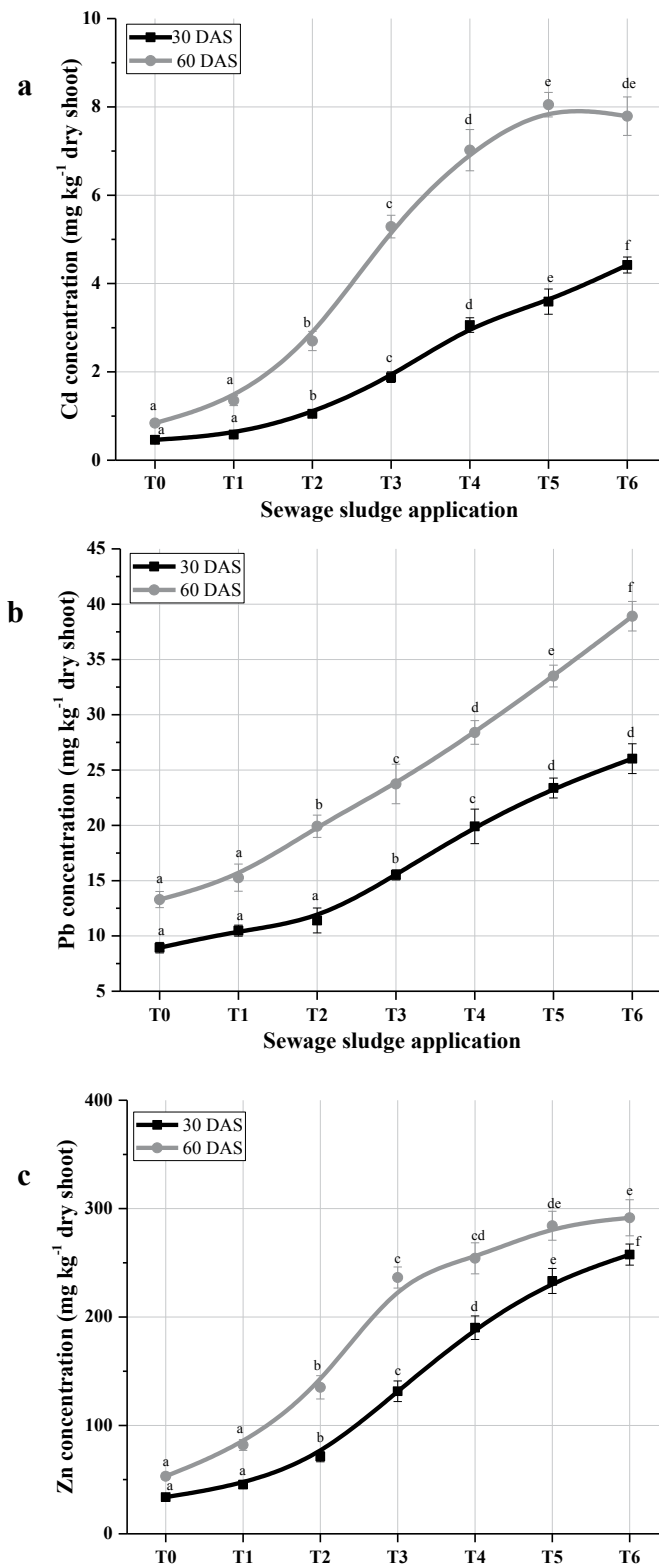 a
30 DAS
60 DAS
Cd concentration (mg kg⁻¹ dry shoot)
10
8
6
4
2
0
a
a
b
c
d
e
de
a
a
b
c
d
e
f
T0 T1 T2 T3 T4 T5 T6
Sewage sludge application
b
30 DAS
60 DAS
Pb concentration (mg kg⁻¹ dry shoot)
45
40
35
30
25
20
15
10
5
a
a
b
c
d
e
f
a
a
a
b
c
d
d
T0 T1 T2 T3 T4 T5 T6
Sewage sludge application
c
30 DAS
60 DAS
Zn concentration (mg kg⁻¹ dry shoot)
400
300
200
100
0
a
a
b
c
cd
de
e
a
a
b
c
d
e
f
T0 T1 T2 T3 T4 T5 T6